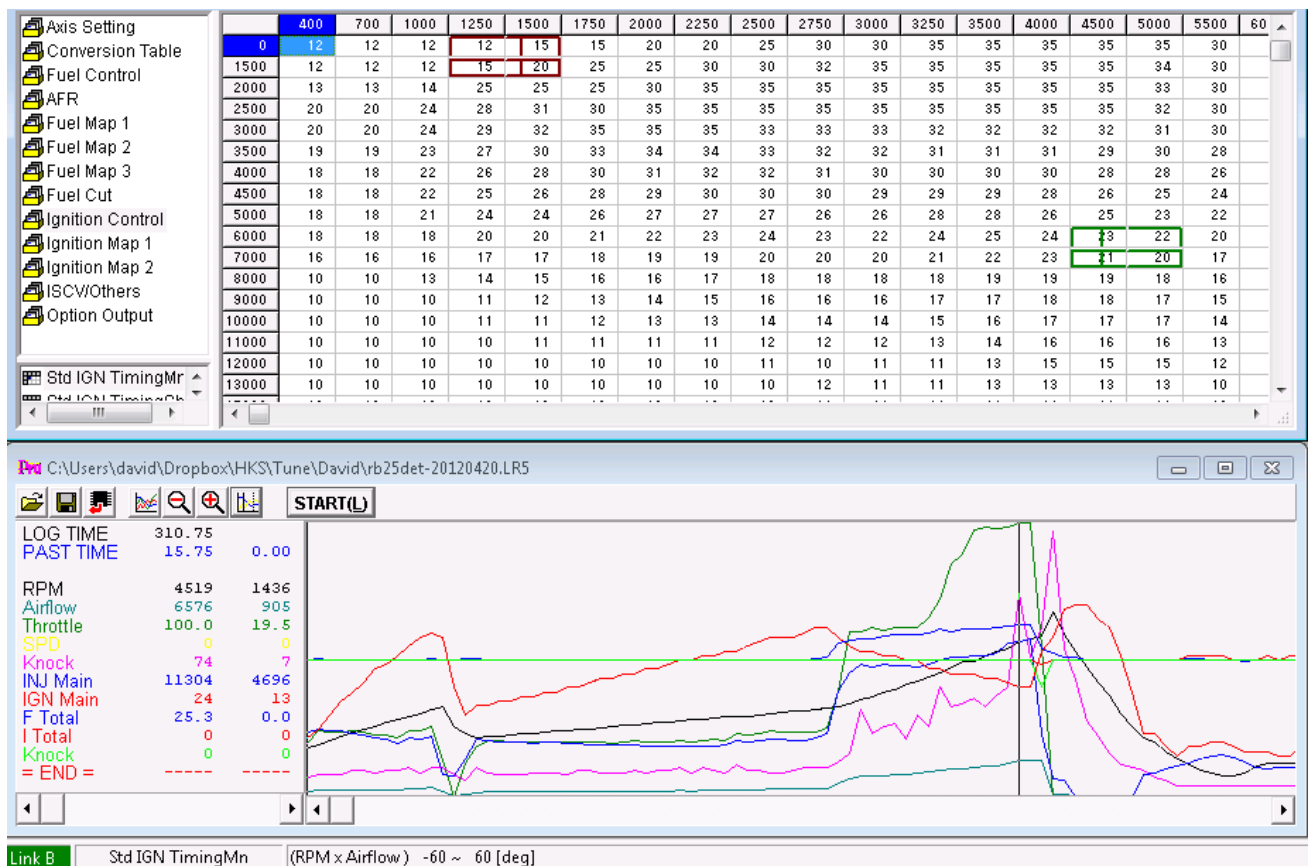 400 700 1000 1250 1500 1750 2000 2250 2500 2750 3000 3250 3500 4000 4500 5000 5500 60
0 12 12 12 12 15 15 20 20 25 30 30 35 35 35 35 35 30
1500 12 12 12 15 20 25 25 30 30 32 35 35 35 35 35 34 30
2000 13 13 14 25 25 25 30 35 35 35 35 35 35 35 35 33 30
2500 20 20 24 28 31 30 35 35 35 35 35 35 35 35 35 32 30
3000 20 20 24 29 32 35 35 35 33 33 33 32 32 32 32 31 30
3500 19 19 23 27 30 33 34 34 33 32 32 31 31 31 29 30 28
4000 18 18 22 26 28 30 31 32 32 31 30 30 30 30 28 28 26
4500 18 18 22 25 26 28 29 30 30 30 29 29 29 28 26 25 24
5000 18 18 21 24 24 26 27 27 27 26 26 28 28 26 25 23 22
6000 18 18 18 20 20 21 22 23 24 23 22 24 25 24 23 22 20
7000 16 16 16 17 17 18 19 19 20 20 20 21 22 23 21 20 17
8000 10 10 13 14 15 16 16 17 18 18 18 18 19 19 19 18 16
9000 10 10 10 11 12 13 14 15 16 16 16 17 17 18 18 17 15
10000 10 10 10 11 11 12 13 13 14 14 14 15 16 17 17 17 14
11000 10 10 10 10 11 11 11 11 12 12 12 13 14 16 16 16 13
12000 10 10 10 10 10 10 10 10 11 10 11 11 13 15 15 15 12
13000 10 10 10 10 10 10 10 10 10 12 11 11 13 13 13 13 10
Axis Setting
Conversion Table
Fuel Control
AFR
Fuel Map 1
Fuel Map 2
Fuel Map 3
Fuel Cut
Ignition Control
Ignition Map 1
Ignition Map 2
ISCV/Others
Option Output
Std IGN TimingMn
C:\Users\david\Dropbox\HKS\Tune\David\rb25det-20120420.LR5
START(L)
LOG TIME 310.75
PAST TIME 15.75 0.00
RPM 4519 1436
Airflow 6576 905
Throttle 100.0 19.5
SPD 0 0
Knock 74 7
INJ Main 11304 4696
IGN Main 24 13
F Total 25.3 0.0
I Total 0 0
Knock 0 0
= END = ----- -----
Link B Std IGN TimingMn (RPM x Airflow) -60 ~ 60 [deg]